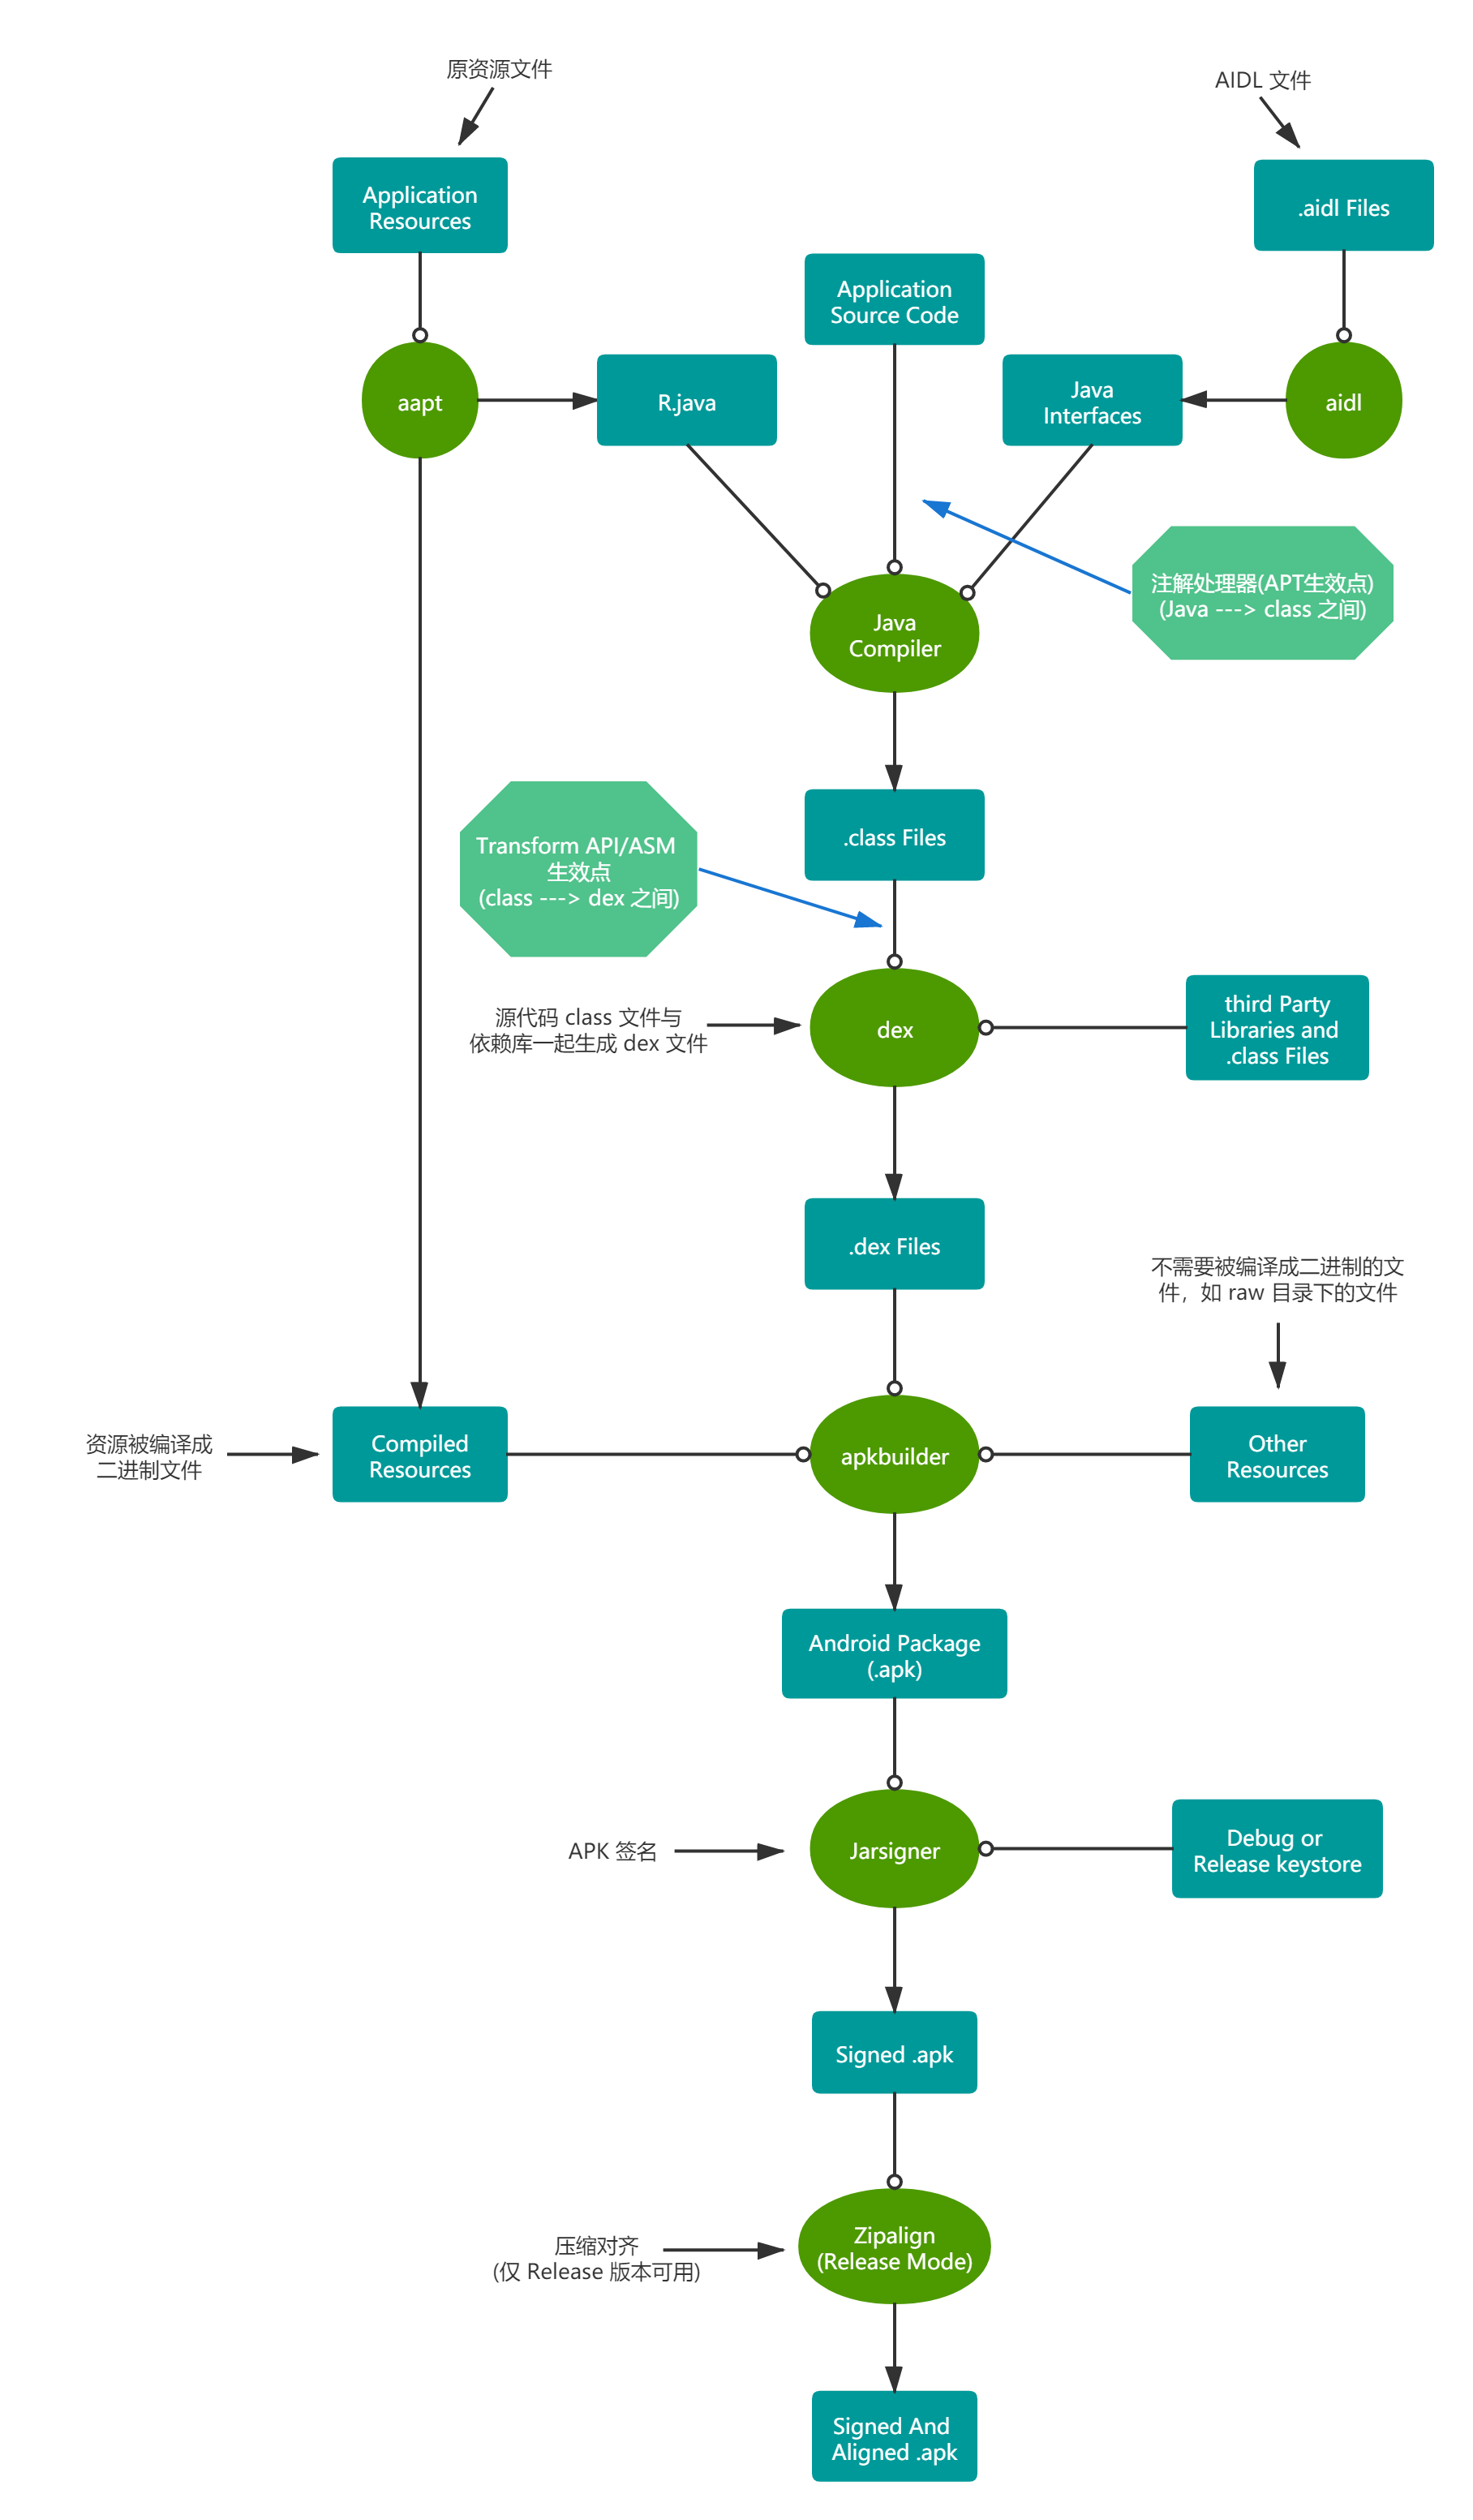 原资源文件
AIDL 文件
Application
Resources
.aidl Files
Application
Source Code
aapt
R.java
Java
Interfaces
aidl
注解处理器(APT生效点)
(Java ---> class 之间)
Java
Compiler
Transform API/ASM
生效点
(class ---> dex 之间)
.class Files
源代码 class 文件与
依赖库一起生成 dex 文件
dex
third Party
Libraries and
.class Files
.dex Files
不需要被编译成二进制的文
件，如 raw 目录下的文件
资源被编译成
二进制文件
Compiled
Resources
apkbuilder
Other
Resources
Android Package
(.apk)
APK 签名
Jarsigner
Debug or
Release keystore
Signed .apk
压缩对齐
(仅 Release 版本可用)
Zipalign
(Release Mode)
Signed And
Aligned .apk